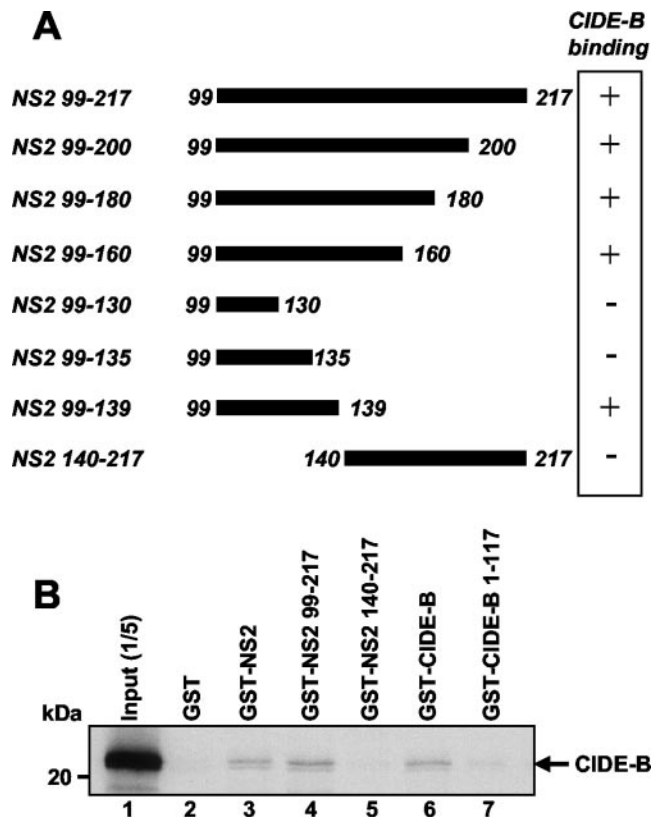 A
CIDE-B
binding
NS2 99-217 99 217 +
NS2 99-200 99 200 +
NS2 99-180 99 180 +
NS2 99-160 99 160 +
NS2 99-130 99 130 -
NS2 99-135 99 135 -
NS2 99-139 99 139 +
NS2 140-217 140 217 -
B
Input (1/5)
GST
GST-NS2
GST-NS2 99-217
GST-NS2 140-217
GST-CIDE-B
GST-CIDE-B 1-117
kDa
CIDE-B
20
1 2 3 4 5 6 7